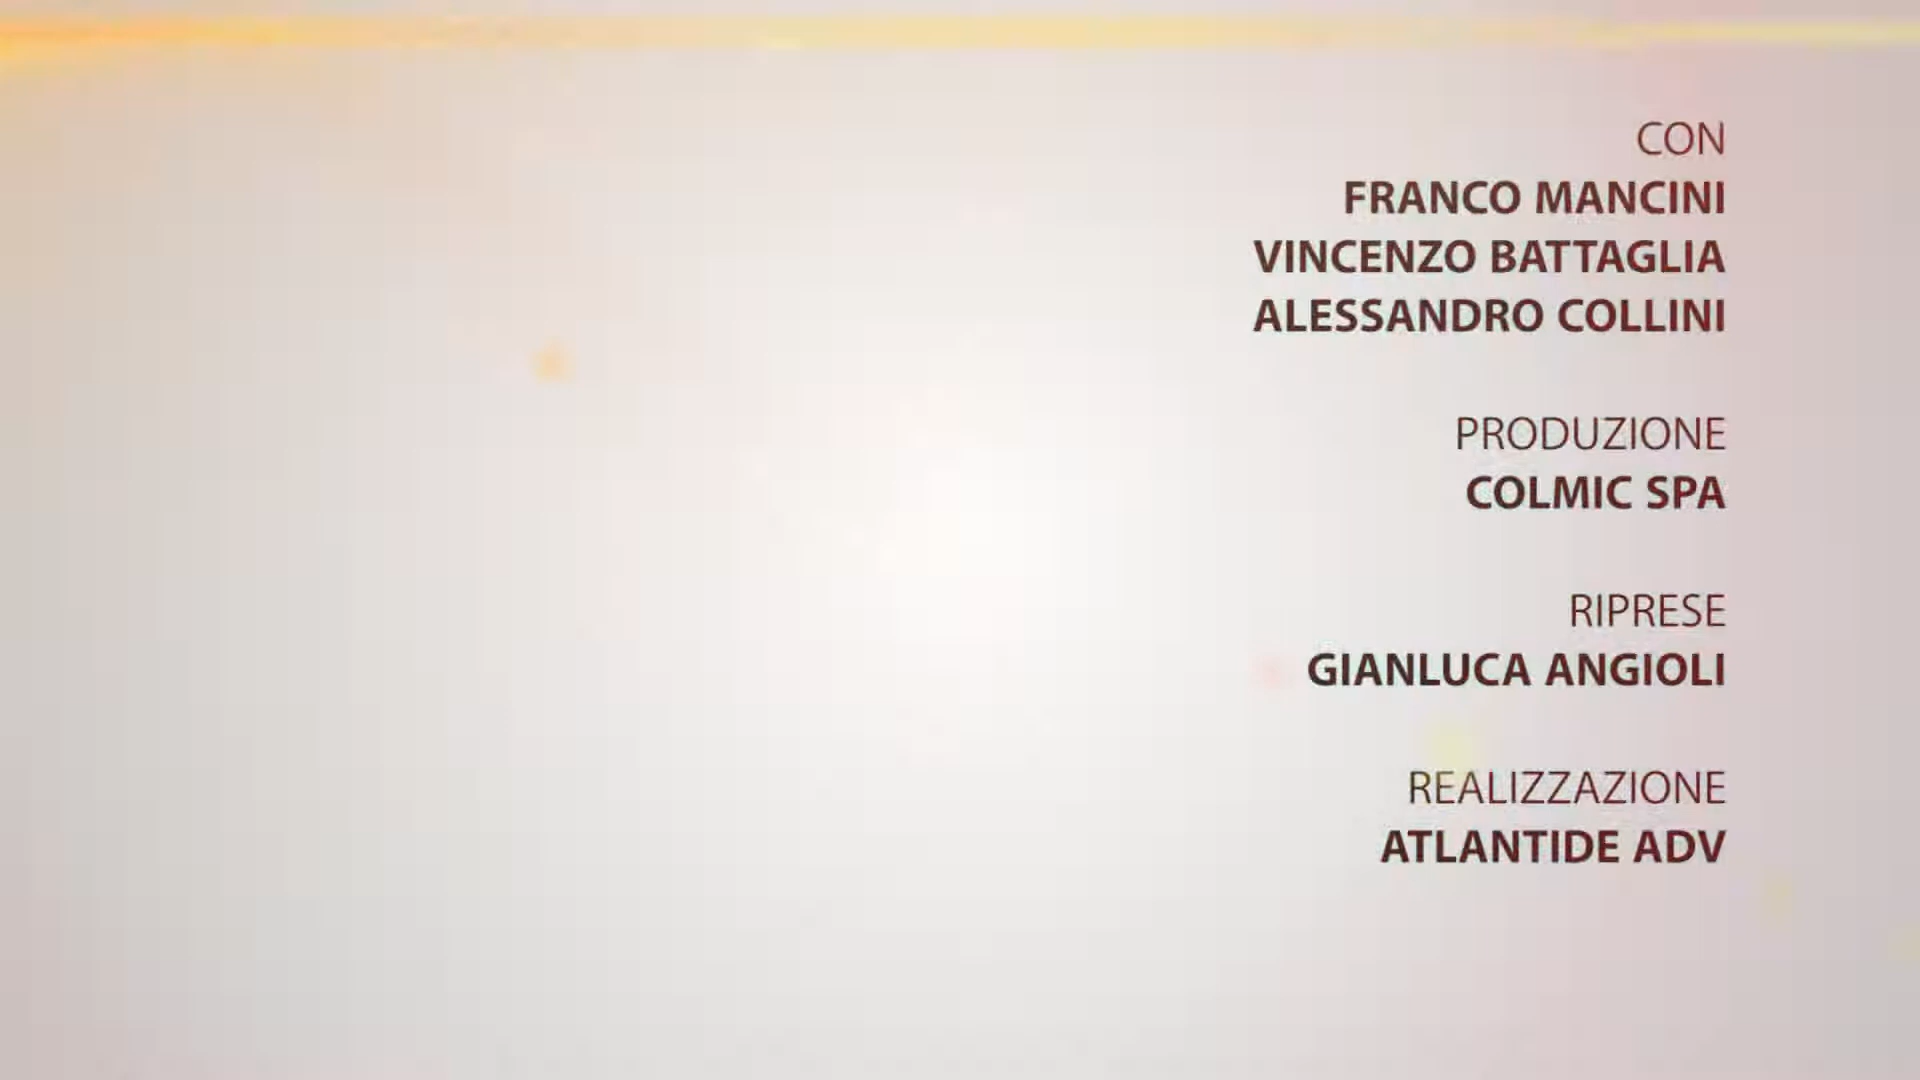 CON
FRANCO MANCINI
VINCENZO BATTAGLIA
ALESSANDRO COLLINI
PRODUZIONE
COLMIC SPA
RIPRESE
GIANLUCA ANGIOLI
REALIZZAZIONE
ATLANTIDE ADV